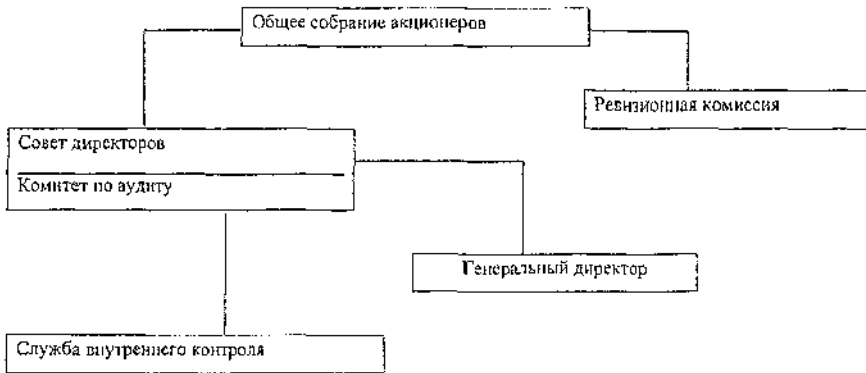 Общее собрание акционеров
Ревизионная комиссия
Совет директоров
Комитет по аудиту
Генеральный директор
Служба внутреннего контроля